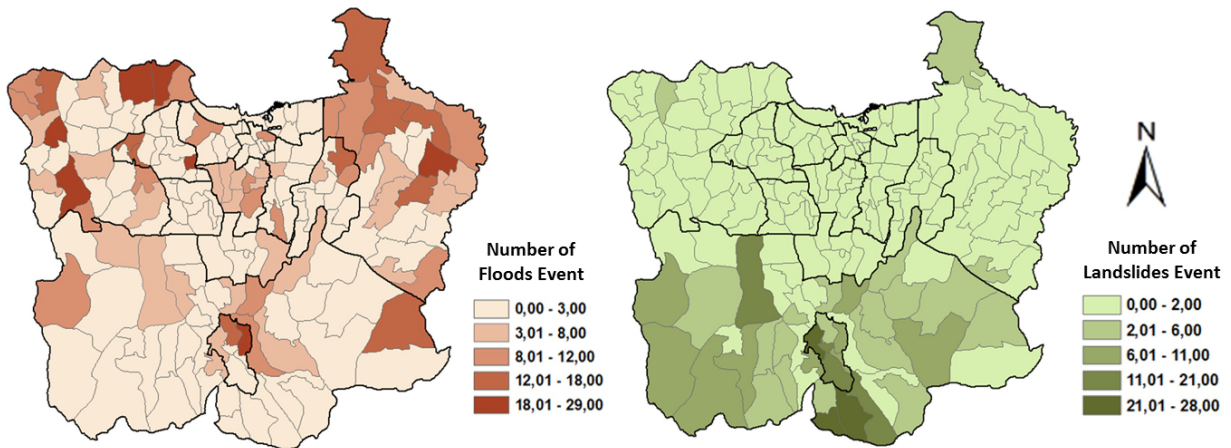 N
Number of
Floods Event
0,00 - 3,00
3,01 - 8,00
8,01 - 12,00
12,01 - 18,00
18,01 - 29,00
Number of
Landslides Event
0,00 - 2,00
2,01 - 6,00
6,01 - 11,00
11,01 - 21,00
21,01 - 28,00